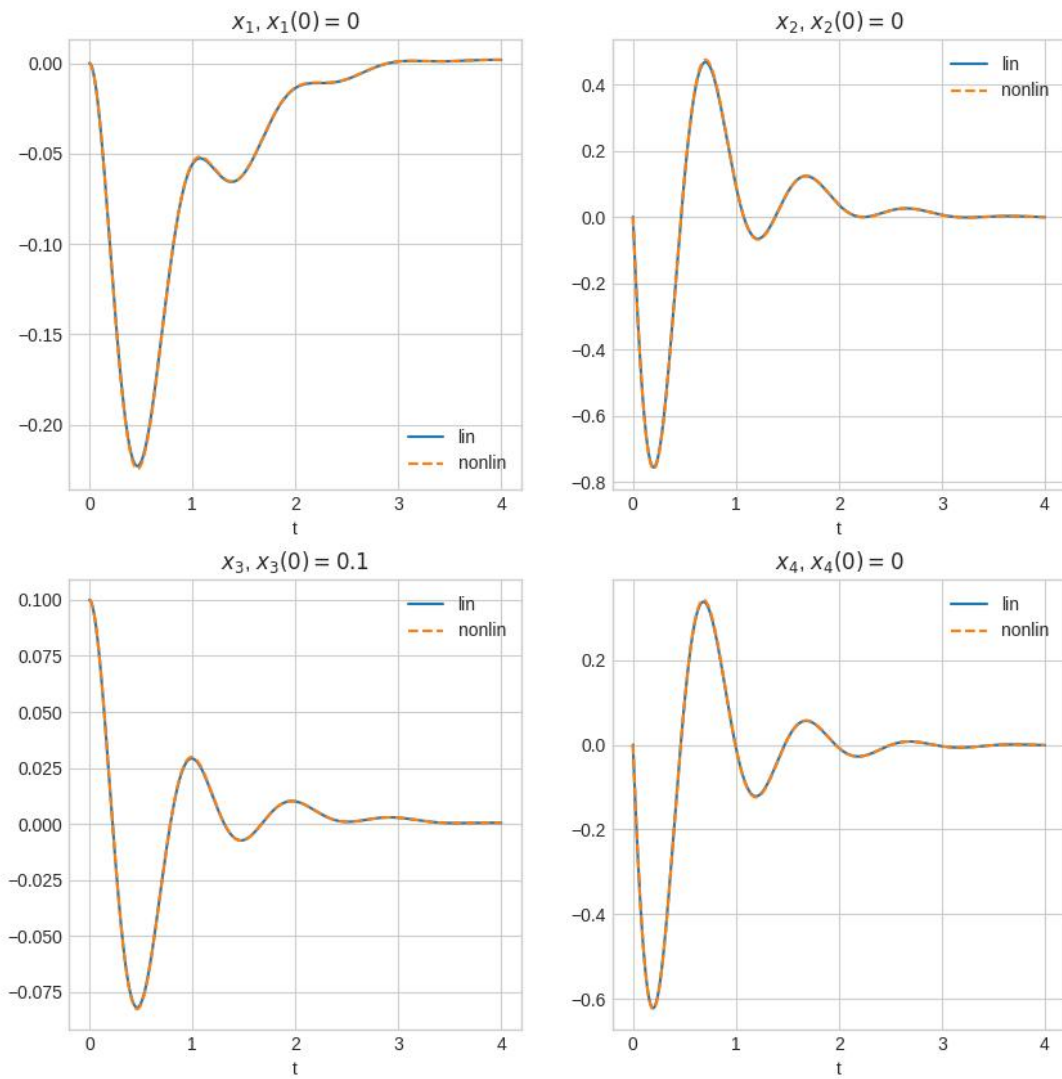 x₁, x₁(0) = 0
0.00
−0.05
−0.10
−0.15
−0.20
lin
nonlin
0 1 2 3 4
t
x₂, x₂(0) = 0
0.4
0.2
0.0
−0.2
−0.4
−0.6
−0.8
lin
nonlin
0 1 2 3 4
t
x₃, x₃(0) = 0.1
0.100
0.075
0.050
0.025
0.000
−0.025
−0.050
−0.075
lin
nonlin
0 1 2 3 4
t
x₄, x₄(0) = 0
0.2
0.0
−0.2
−0.4
−0.6
lin
nonlin
0 1 2 3 4
t